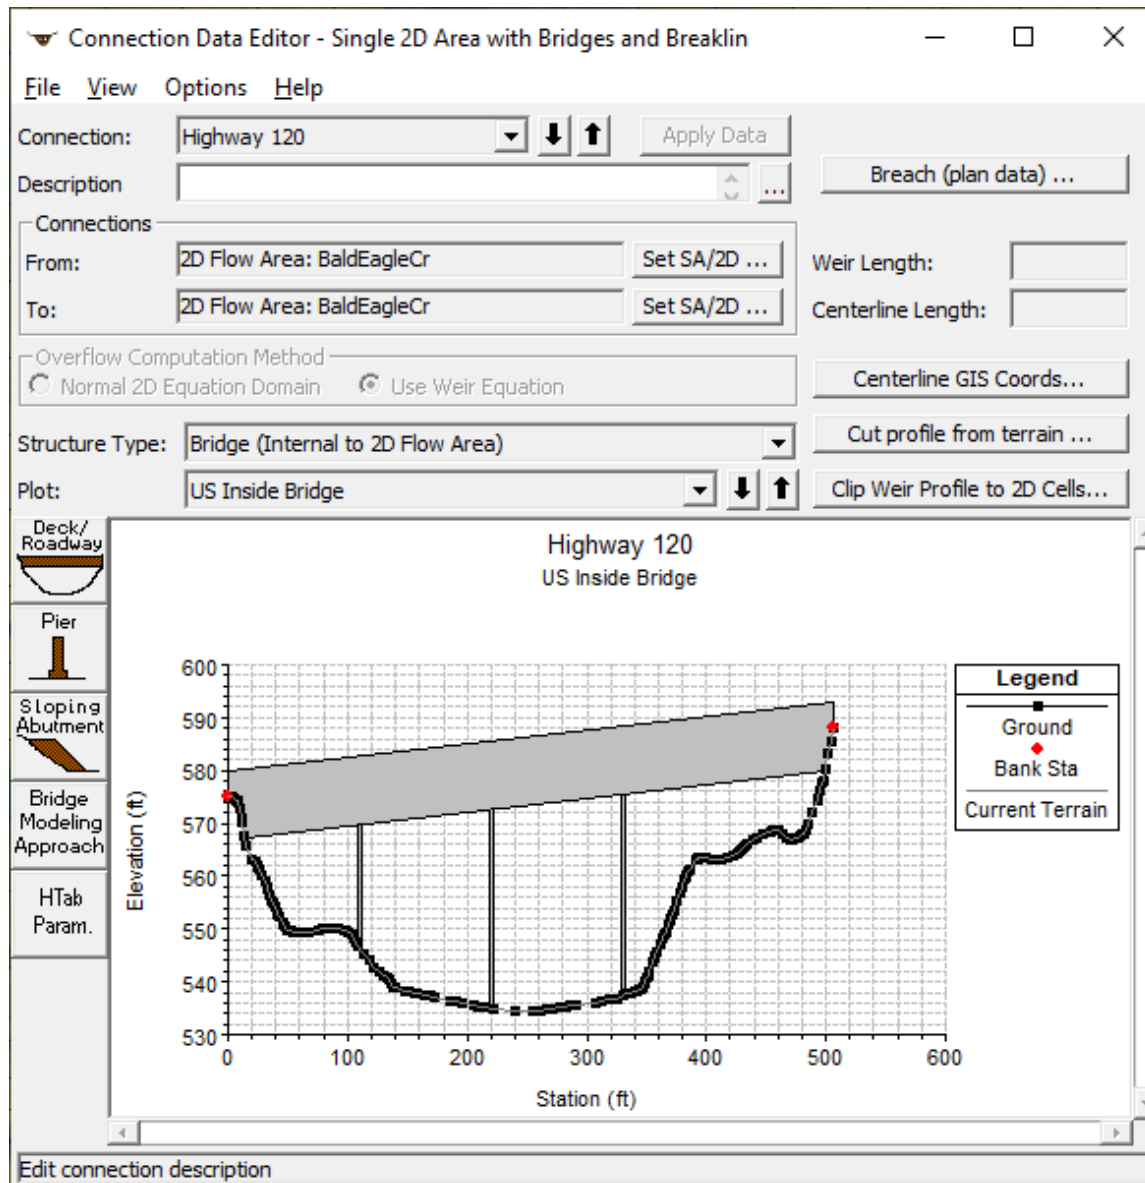 Connection Data Editor - Single 2D Area with Bridges and Breaklin
File View Options Help
Connection: Highway 120 Apply Data
Description ... Breach (plan data) ...
Connections
From: 2D Flow Area: BaldEagleCr Set SA/2D ... Weir Length:
To: 2D Flow Area: BaldEagleCr Set SA/2D ... Centerline Length:
Overflow Computation Method
Normal 2D Equation Domain Use Weir Equation Centerline GIS Coords...
Structure Type: Bridge (Internal to 2D Flow Area) Cut profile from terrain ...
Plot: US Inside Bridge Clip Weir Profile to 2D Cells...
Deck/
Roadway
Pier
Sloping
Abutment
Bridge
Modeling
Approach
HTab
Param.
Highway 120
US Inside Bridge
600
590
580
570
560
550
540
530
Elevation (ft)
0 100 200 300 400 500 600
Station (ft)
Legend
Ground
Bank Sta
Current Terrain
Edit connection description